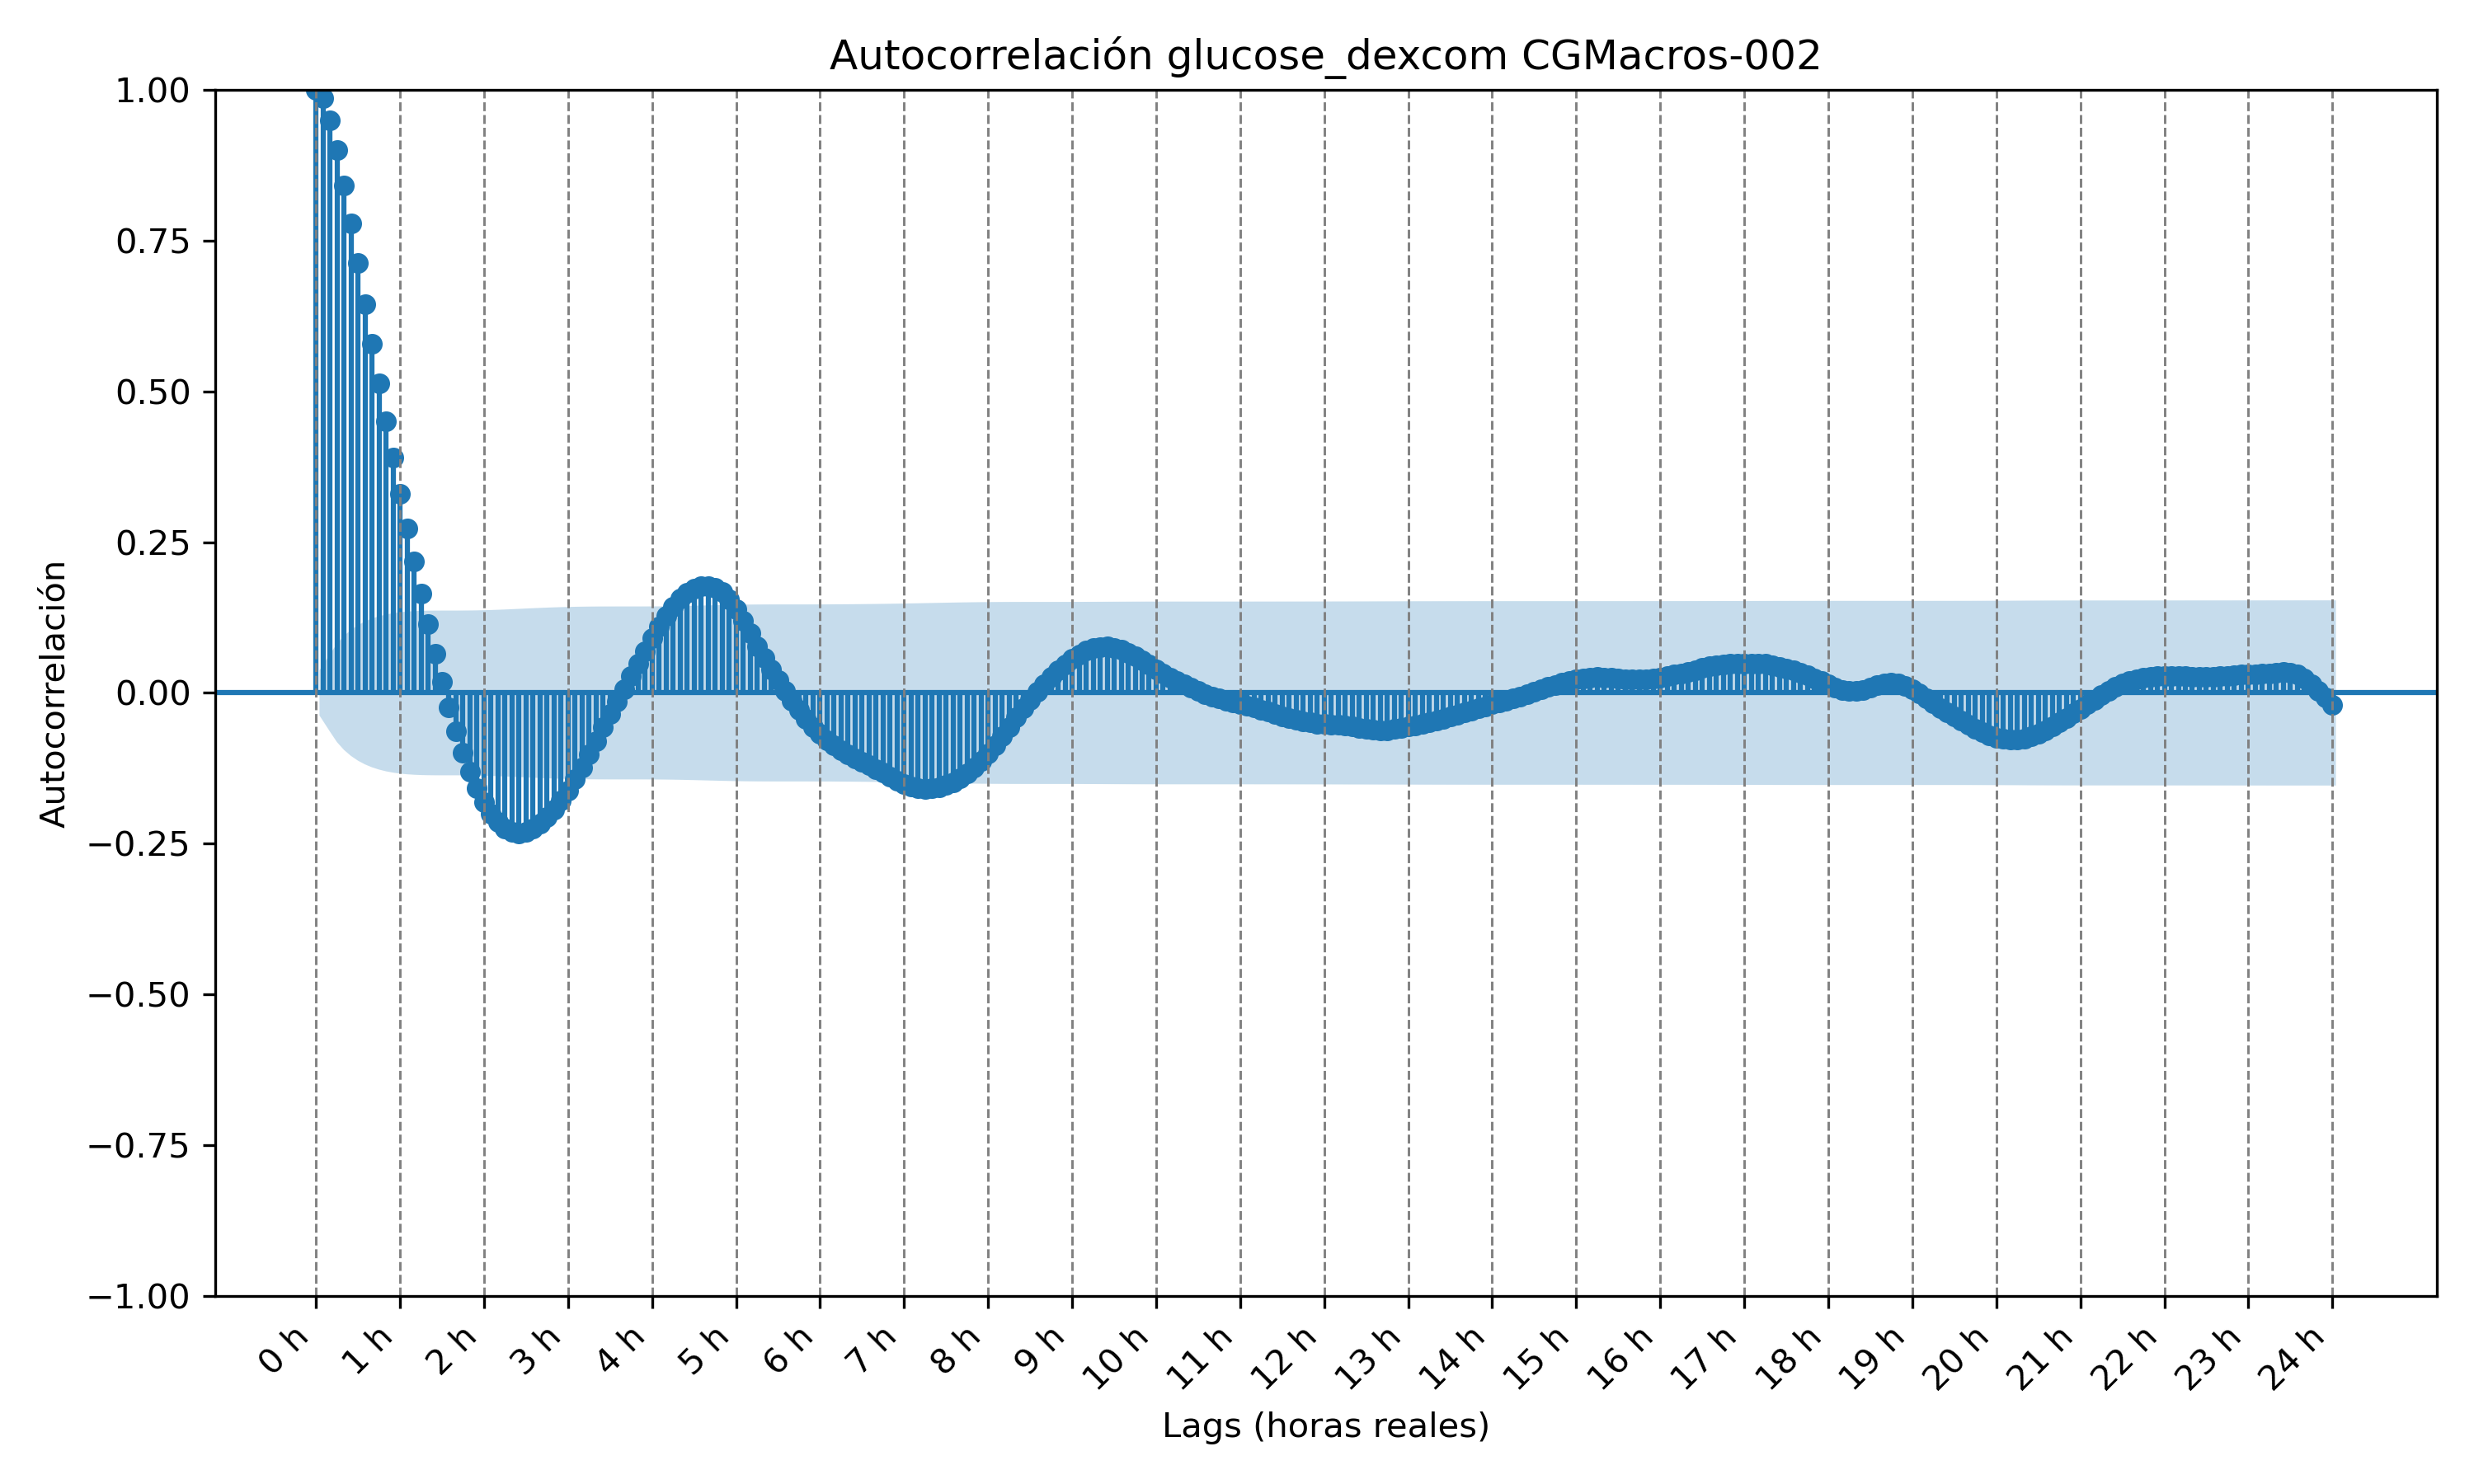 Autocorrelación glucose_dexcom CGMacros-002
1.00
0.75
0.50
0.25
0.00
−0.25
−0.50
−0.75
−1.00
Autocorrelación
0 h
1 h
2 h
3 h
4 h
5 h
6 h
7 h
8 h
9 h
10 h
11 h
12 h
13 h
14 h
15 h
16 h
17 h
18 h
19 h
20 h
21 h
22 h
23 h
24 h
Lags (horas reales)